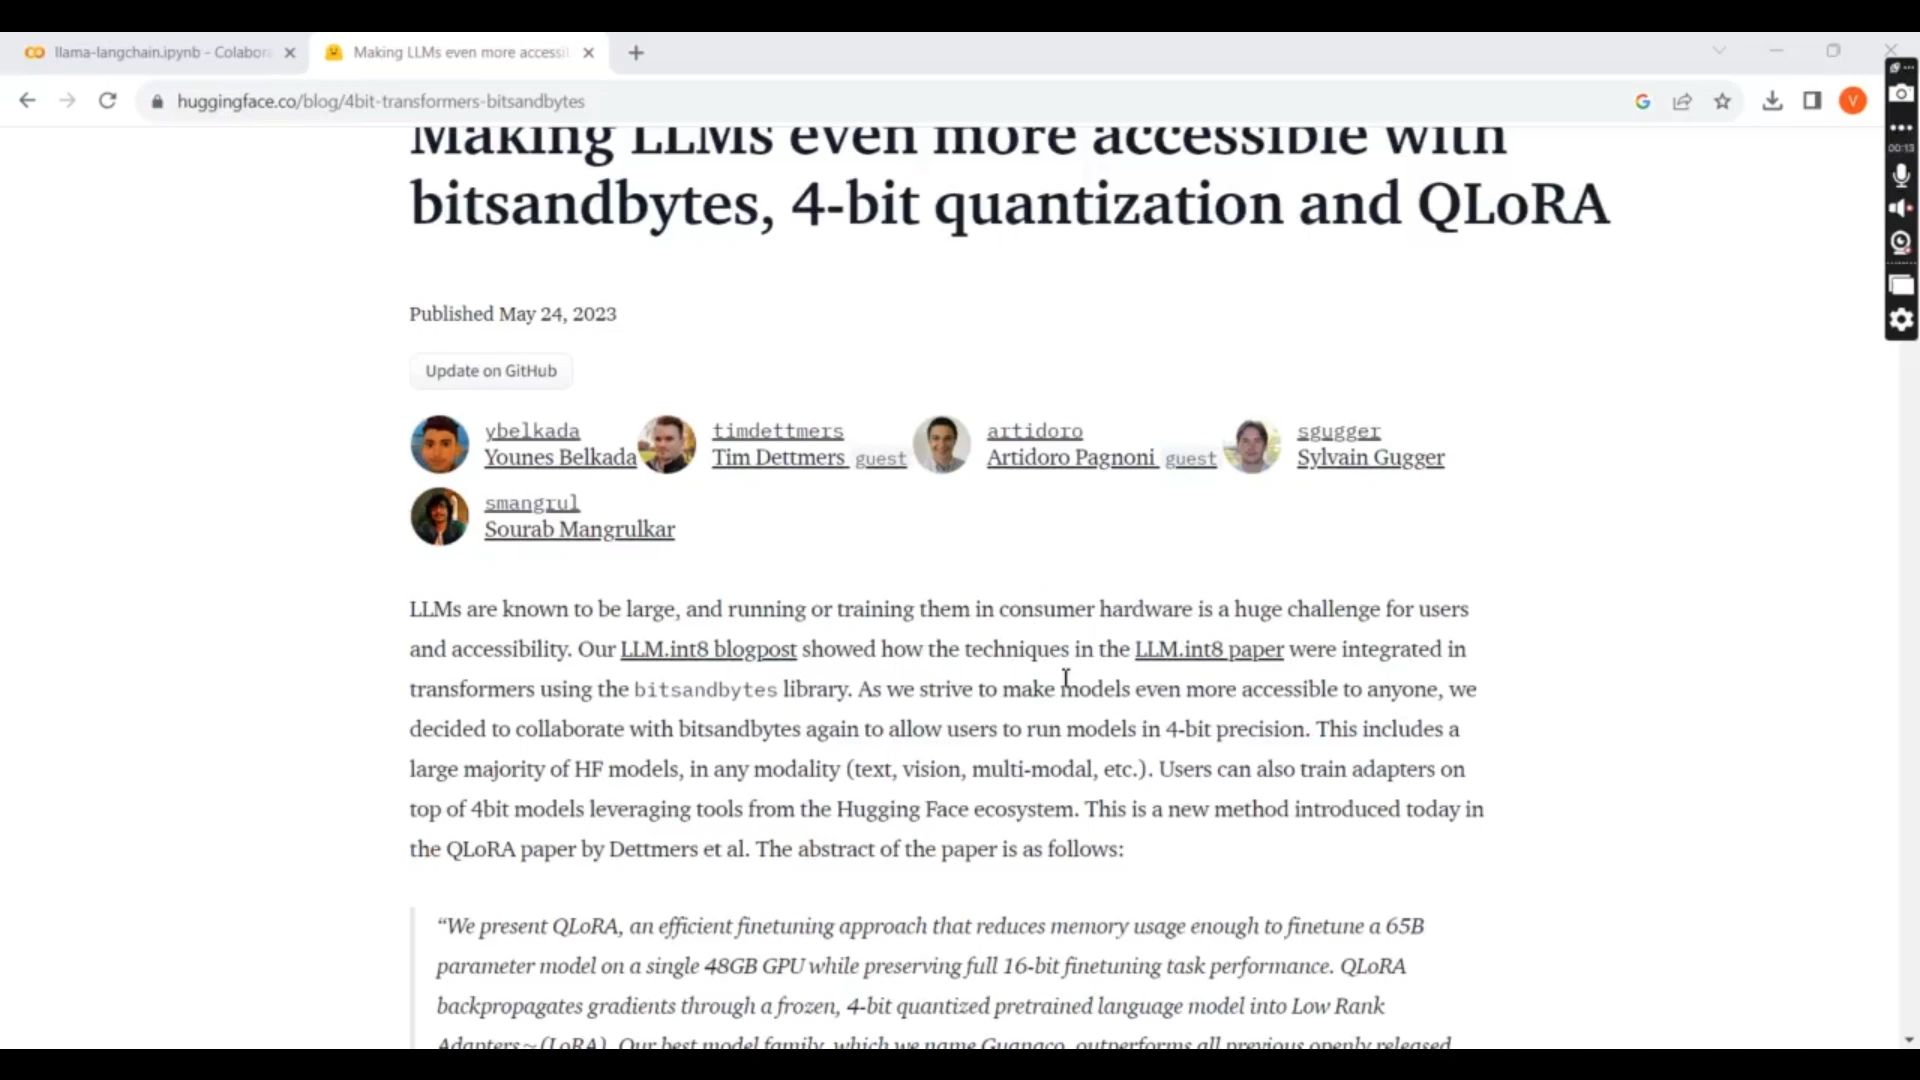 llama-langchain.ipynb - Colabora
Making LLMs even more accessil
huggingface.co/blog/4bit-transformers-bitsandbytes
V
00:13
Making LLMs even more accessible with
bitsandbytes, 4-bit quantization and QLoRA
Published May 24, 2023
Update on GitHub
ybelkada
Younes Belkada
timdettmers
Tim Dettmers guest
artidoro
Artidoro Pagnoni guest
sgugger
Sylvain Gugger
smangrul
Sourab Mangrulkar
LLMs are known to be large, and running or training them in consumer hardware is a huge challenge for users
and accessibility. Our LLM.int8 blogpost showed how the techniques in the LLM.int8 paper were integrated in
transformers using the bitsandbytes library. As we strive to make models even more accessible to anyone, we
decided to collaborate with bitsandbytes again to allow users to run models in 4-bit precision. This includes a
large majority of HF models, in any modality (text, vision, multi-modal, etc.). Users can also train adapters on
top of 4bit models leveraging tools from the Hugging Face ecosystem. This is a new method introduced today in
the QLoRA paper by Dettmers et al. The abstract of the paper is as follows:
“We present QLoRA, an efficient finetuning approach that reduces memory usage enough to finetune a 65B
parameter model on a single 48GB GPU while preserving full 16-bit finetuning task performance. QLoRA
backpropagates gradients through a frozen, 4-bit quantized pretrained language model into Low Rank
Adapters~(LoRA). Our best model family, which we name Guanaco, outperforms all previous openly released